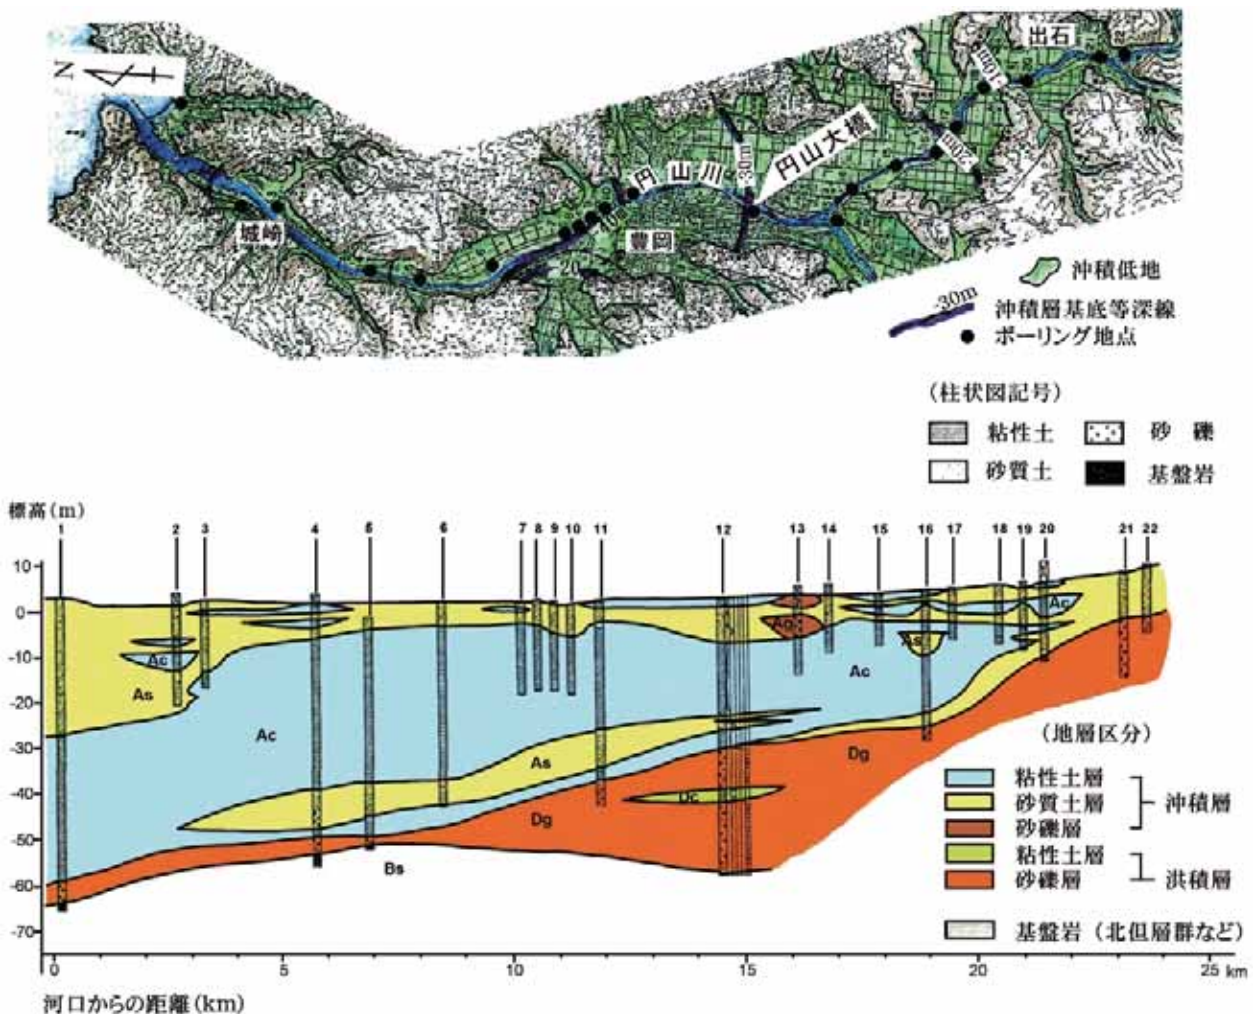 N
出石
-10m
円山大橋
-20m
円山川
-30m
城崎
豊岡
沖積低地
-30m
沖積層基底等深線
ボーリング地点
(柱状図記号)
粘性土 砂 礫
砂質土 基盤岩
標高(m)
1 2 3 4 5 6 7 8 9 10 11 12 13 14 15 16 17 18 19 20 21 22
10
0
-10
-20
-30
-40
-50
-60
-70
Ac
As
Ac
As
Dg
Bs
Dc
Ag
Ac
As
Ac
Dg
(地層区分)
粘性土層
砂質土層 沖積層
砂礫層
粘性土層
砂礫層 洪積層
基盤岩(北但層群など)
0 5 10 15 20 25 km
河口からの距離(km)